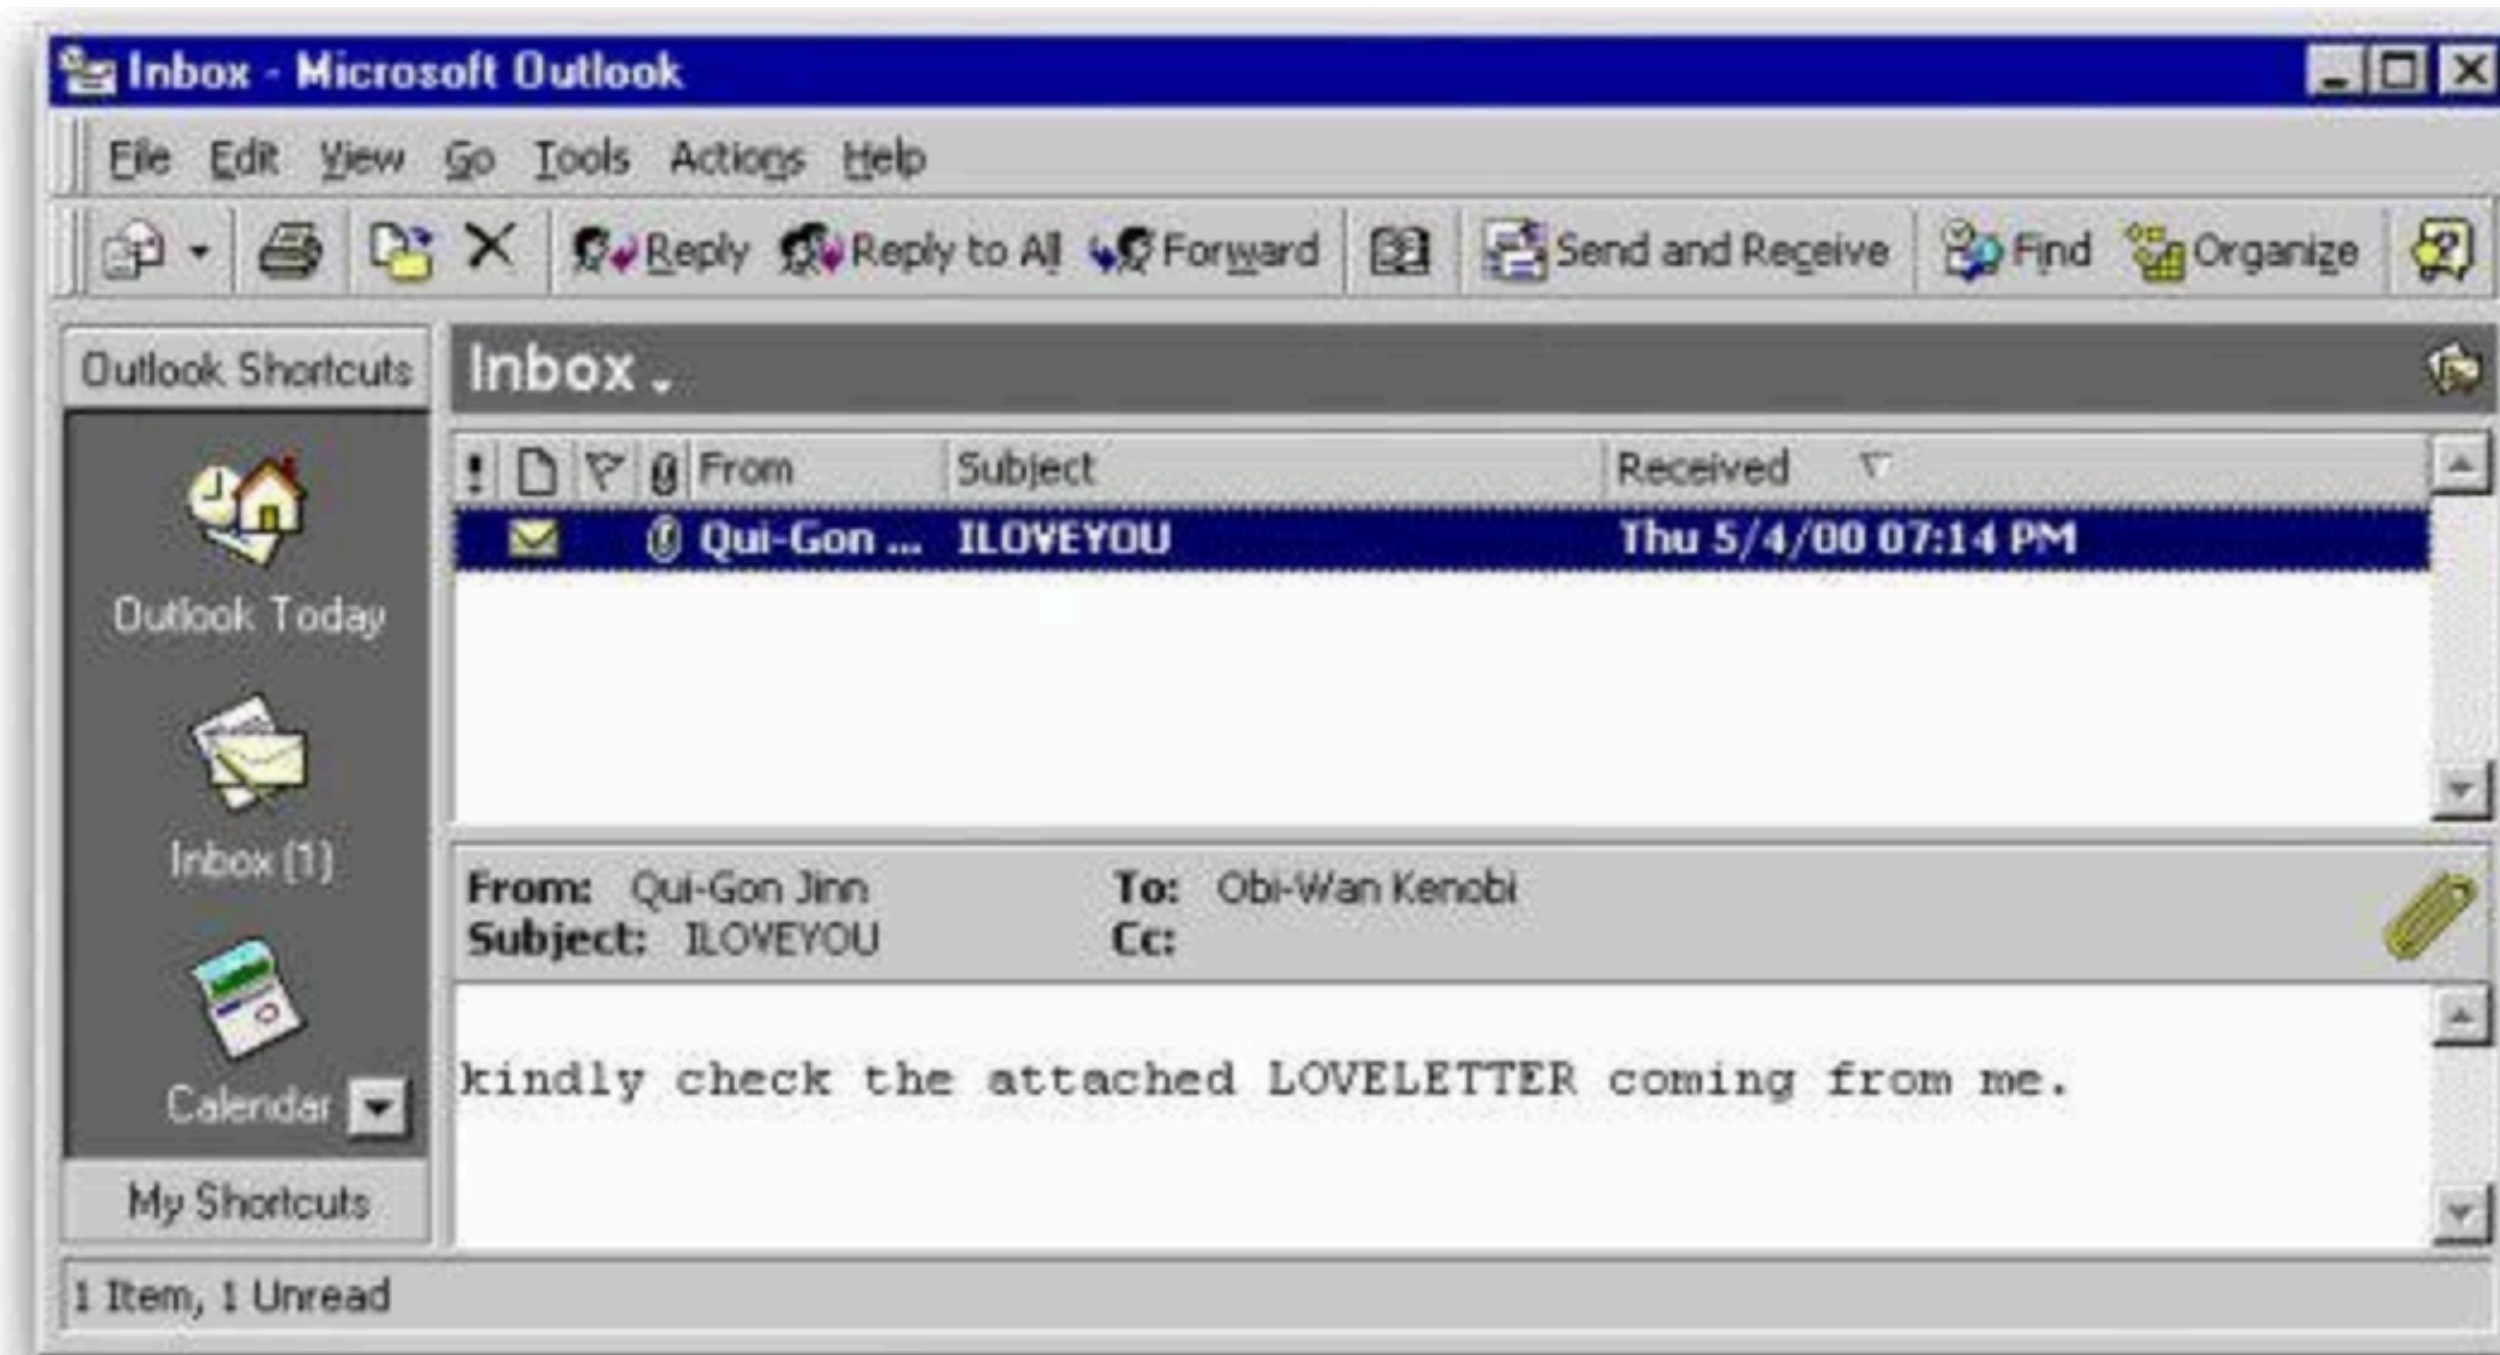 Inbox - Microsoft Outlook
File Edit View Go Tools Actions Help
Reply Reply to All Forward Send and Receive Find Organize
Outlook Shortcuts
Outlook Today
Inbox (1)
Calendar
My Shortcuts
Inbox
! From Subject Received
Qui-Gon ... ILOVEYOU Thu 5/4/00 07:14 PM
From: Qui-Gon Jinn To: Obi-Wan Kenobi
Subject: ILOVEYOU Cc:
kindly check the attached LOVELETTER coming from me.
1 Item, 1 Unread